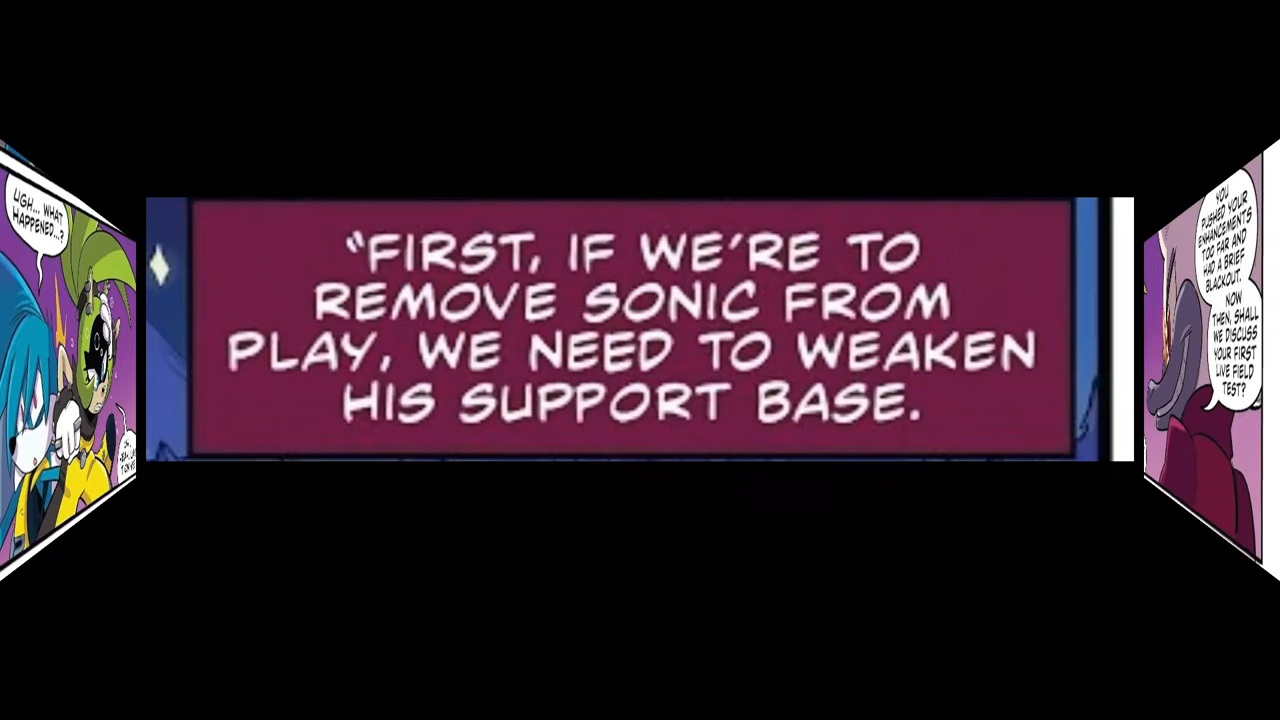 UGH... WHAT
HAPPENED...?
“FIRST, IF WE’RE TO
REMOVE SONIC FROM
PLAY, WE NEED TO WEAKEN
HIS SUPPORT BASE.
YOU
PUSHED YOUR
ENHANCEMENTS
TOO FAR AND
HAD A BRIEF
BLACKOUT.
NOW
THEN, SHALL
WE DISCUSS
YOUR FIRST
LIVE FIELD
TEST?